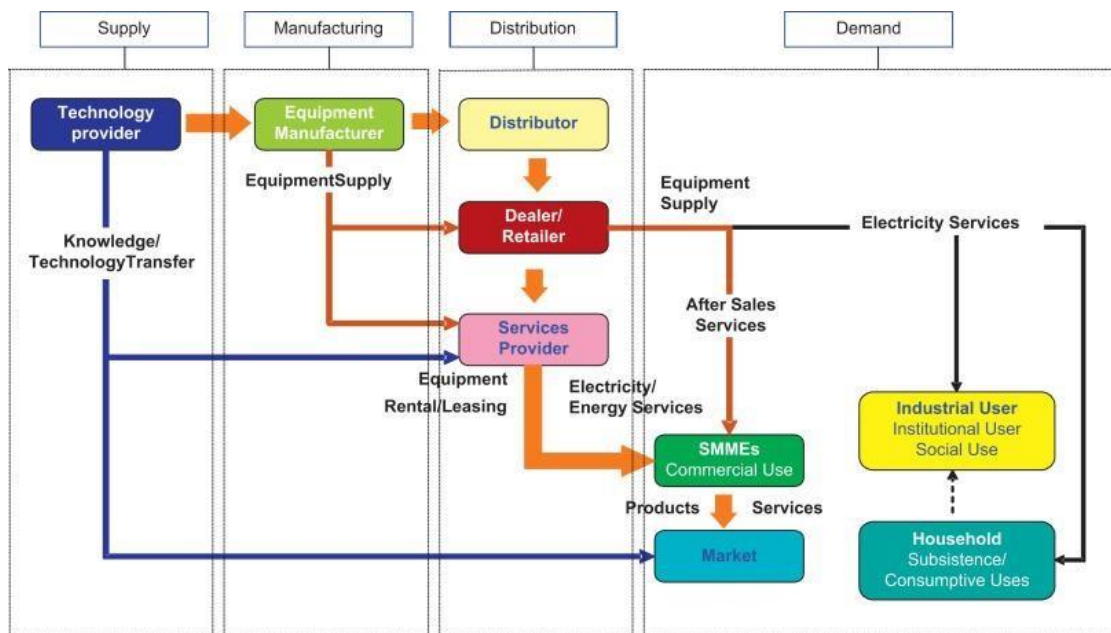 Supply
Manufacturing
Distribution
Demand
Technology
provider
Equipment
Manufacturer
Distributor
EquipmentSupply
Equipment
Supply
Dealer/
Retailer
Electricity Services
Knowledge/
TechnologyTransfer
After Sales
Services
Services
Provider
Equipment
Rental/Leasing
Electricity/
Energy Services
Industrial User
Institutional User
Social Use
SMMEs
Commercial Use
Products
Services
Market
Household
Subsistence/
Consumptive Uses